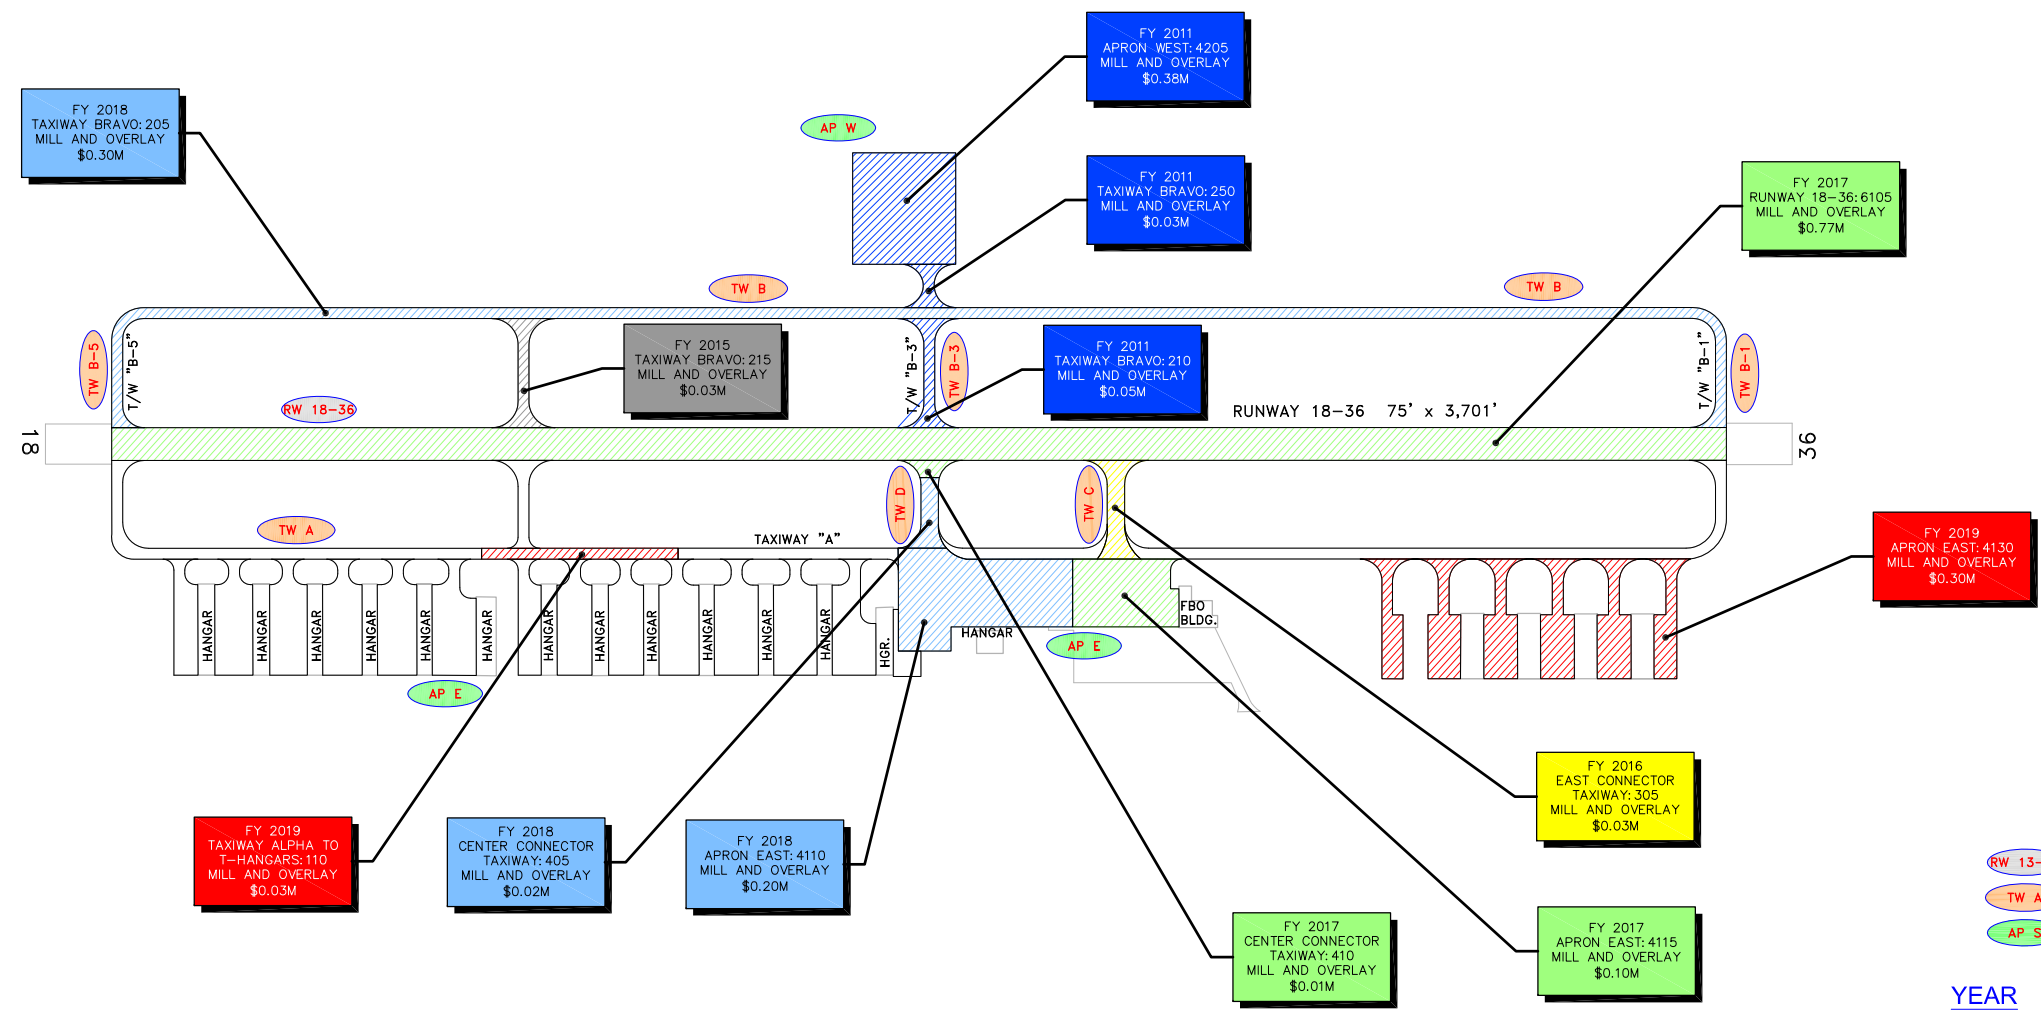 FY 2011
APRON WEST: 4205
MILL AND OVERLAY
$0.38M
FY 2018
TAXIWAY BRAVO: 205
MILL AND OVERLAY
$0.30M
AP W
FY 2011
TAXIWAY BRAVO: 250
MILL AND OVERLAY
$0.03M
FY 2017
RUNWAY 18-36: 6105
MILL AND OVERLAY
$0.77M
TW B
TW B
TW B-5
T/W "B-5"
FY 2015
TAXIWAY BRAVO: 215
MILL AND OVERLAY
$0.03M
T/W "B-3"
TW B-3
FY 2011
TAXIWAY BRAVO: 210
MILL AND OVERLAY
$0.05M
T/W "B-1"
TW B-1
RW 18-36
RUNWAY 18-36 75' x 3,701'
18
36
TW A
TW D
TW C
TAXIWAY "A"
FY 2019
APRON EAST: 4130
MILL AND OVERLAY
$0.30M
HANGAR
HANGAR
HANGAR
HANGAR
HANGAR
HANGAR
HANGAR
HANGAR
HANGAR
HANGAR
HANGAR
HANGAR
HGR.
HANGAR
FBO
BLDG.
AP E
AP E
FY 2016
EAST CONNECTOR
TAXIWAY: 305
MILL AND OVERLAY
$0.03M
FY 2019
TAXIWAY ALPHA TO
T-HANGARS: 110
MILL AND OVERLAY
$0.03M
FY 2018
CENTER CONNECTOR
TAXIWAY: 405
MILL AND OVERLAY
$0.02M
FY 2018
APRON EAST: 4110
MILL AND OVERLAY
$0.20M
FY 2017
CENTER CONNECTOR
TAXIWAY: 410
MILL AND OVERLAY
$0.01M
FY 2017
APRON EAST: 4115
MILL AND OVERLAY
$0.10M
RW 13-
TW A
AP S
YEAR